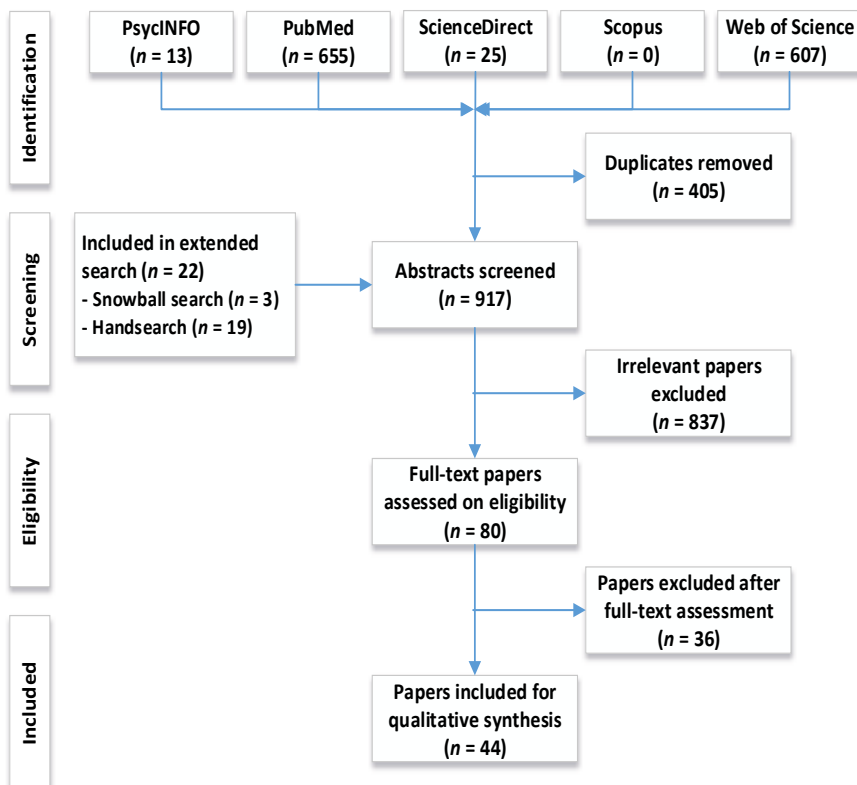 PsycINFO
(n = 13)
PubMed
(n = 655)
ScienceDirect
(n = 25)
Scopus
(n = 0)
Web of Science
(n = 607)
Identification
Duplicates removed
(n = 405)
Screening
Included in extended
search (n = 22)
- Snowball search (n = 3)
- Handsearch (n = 19)
Abstracts screened
(n = 917)
Irrelevant papers
excluded
(n = 837)
Eligibility
Full-text papers
assessed on eligibility
(n = 80)
Papers excluded after
full-text assessment
(n = 36)
Included
Papers included for
qualitative synthesis
(n = 44)